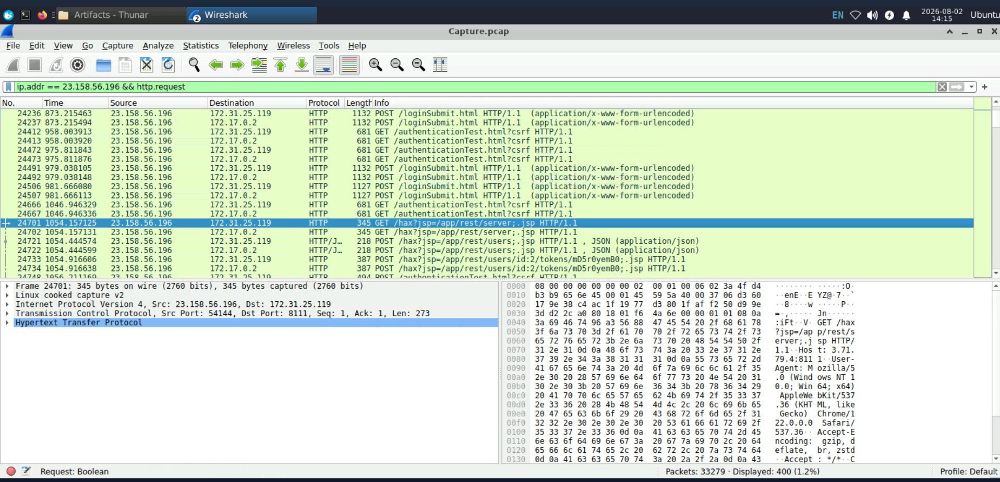 Artifacts - Thunar
2 Wireshark
EN
2026-08-02
14:15
Ubuntu
Capture.pcap
File Edit View Go Capture Analyze Statistics Telephony Wireless Tools Help
ip.addr == 23.158.56.196 && http.request
No. Time Source Destination Protocol Length Info
24236 873.215463 23.158.56.196 172.31.25.119 HTTP 1132 POST /loginSubmit.html HTTP/1.1 (application/x-www-form-urlencoded)
24237 873.215494 23.158.56.196 172.17.0.2 HTTP 1132 POST /loginSubmit.html HTTP/1.1 (application/x-www-form-urlencoded)
24412 958.003913 23.158.56.196 172.31.25.119 HTTP 681 GET /authenticationTest.html?csrf HTTP/1.1
24413 958.003920 23.158.56.196 172.17.0.2 HTTP 681 GET /authenticationTest.html?csrf HTTP/1.1
24472 975.811843 23.158.56.196 172.31.25.119 HTTP 681 GET /authenticationTest.html?csrf HTTP/1.1
24473 975.811876 23.158.56.196 172.17.0.2 HTTP 681 GET /authenticationTest.html?csrf HTTP/1.1
24491 979.038105 23.158.56.196 172.31.25.119 HTTP 1132 POST /loginSubmit.html HTTP/1.1 (application/x-www-form-urlencoded)
24492 979.038148 23.158.56.196 172.17.0.2 HTTP 1132 POST /loginSubmit.html HTTP/1.1 (application/x-www-form-urlencoded)
24506 981.666080 23.158.56.196 172.31.25.119 HTTP 1127 POST /loginSubmit.html HTTP/1.1 (application/x-www-form-urlencoded)
24507 981.666113 23.158.56.196 172.17.0.2 HTTP 1127 POST /loginSubmit.html HTTP/1.1 (application/x-www-form-urlencoded)
24666 1046.946329 23.158.56.196 172.31.25.119 HTTP 681 GET /authenticationTest.html?csrf HTTP/1.1
24667 1046.946336 23.158.56.196 172.17.0.2 HTTP 681 GET /authenticationTest.html?csrf HTTP/1.1
24701 1054.157125 23.158.56.196 172.31.25.119 HTTP 345 GET /hax?jsp=/app/rest/server;.jsp HTTP/1.1
24702 1054.157131 23.158.56.196 172.17.0.2 HTTP 345 GET /hax?jsp=/app/rest/server;.jsp HTTP/1.1
24721 1054.444574 23.158.56.196 172.31.25.119 HTTP/J… 218 POST /hax?jsp=/app/rest/users;.jsp HTTP/1.1 , JSON (application/json)
24722 1054.444599 23.158.56.196 172.17.0.2 HTTP/J… 218 POST /hax?jsp=/app/rest/users;.jsp HTTP/1.1 , JSON (application/json)
24733 1054.916606 23.158.56.196 172.31.25.119 HTTP 387 POST /hax?jsp=/app/rest/users/id:2/tokens/mD5r0yemB0;.jsp HTTP/1.1
24734 1054.916638 23.158.56.196 172.17.0.2 HTTP 387 POST /hax?jsp=/app/rest/users/id:2/tokens/mD5r0yemB0;.jsp HTTP/1.1
24748 1056.211169 23.158.56.196 172.31.25.119 HTTP 494 POST /authenticationTest.html?csrf HTTP/1.1
Frame 24701: 345 bytes on wire (2760 bits), 345 bytes captured (2760 bits)
Linux cooked capture v2
Internet Protocol Version 4, Src: 23.158.56.196, Dst: 172.31.25.119
Transmission Control Protocol, Src Port: 54144, Dst Port: 8111, Seq: 1, Ack: 1, Len: 273
Hypertext Transfer Protocol
0000 08 00 00 00 00 00 00 02 00 01 00 06 02 3a 4f d4 ········ ·····:O·
0010 b3 b9 65 6e 45 00 01 45 59 5a 40 00 37 06 d3 60 ··enE··E YZ@·7··`
0020 17 9e 38 c4 ac 1f 19 77 d3 80 1f af f2 50 d9 9e ··8····w ·····P··
0030 3d d2 2c a0 80 18 01 f6 4a 6e 00 00 01 01 08 0a =·,····· Jn······
0040 3a 69 46 74 96 a3 56 88 47 45 54 20 2f 68 61 78 :iFt··V· GET /hax
0050 3f 6a 73 70 3d 2f 61 70 70 2f 72 65 73 74 2f 73 ?jsp=/ap p/rest/s
0060 65 72 76 65 72 3b 2e 6a 73 70 20 48 54 54 50 2f erver;.j sp HTTP/
0070 31 2e 31 0d 0a 48 6f 73 74 3a 20 33 2e 37 31 2e 1.1··Hos t: 3.71.
0080 37 39 2e 34 3a 38 31 31 31 0d 0a 55 73 65 72 2d 79.4:811 1··User-
0090 41 67 65 6e 74 3a 20 4d 6f 7a 69 6c 6c 61 2f 35 Agent: M ozilla/5
00a0 2e 30 20 28 57 69 6e 64 6f 77 73 20 4e 54 20 31 .0 (Wind ows NT 1
00b0 30 2e 30 3b 20 57 69 6e 36 34 3b 20 78 36 34 29 0.0; Win 64; x64)
00c0 20 41 70 70 6c 65 57 65 62 4b 69 74 2f 35 33 37 AppleWe bKit/537
00d0 2e 33 36 20 28 4b 48 54 4d 4c 2c 20 6c 69 6b 65 .36 (KHT ML, like
00e0 20 47 65 63 6b 6f 29 20 43 68 72 6f 6d 65 2f 31 Gecko) Chrome/1
00f0 32 32 2e 30 2e 30 2e 30 20 53 61 66 61 72 69 2f 22.0.0.0 Safari/
0100 35 33 37 2e 33 36 0d 0a 41 63 63 65 70 74 2d 45 537.36·· Accept-E
0110 6e 63 6f 64 69 6e 67 3a 20 67 7a 69 70 2c 20 64 ncoding: gzip, d
0120 65 66 6c 61 74 65 2c 20 62 72 2c 20 7a 73 74 64 eflate, br, zstd
0130 0d 0a 41 63 63 65 70 74 3a 20 2a 2f 2a 0d 0a 43 ··Accept : */*··C
Request: Boolean
Packets: 33279 · Displayed: 400 (1.2%)
Profile: Default